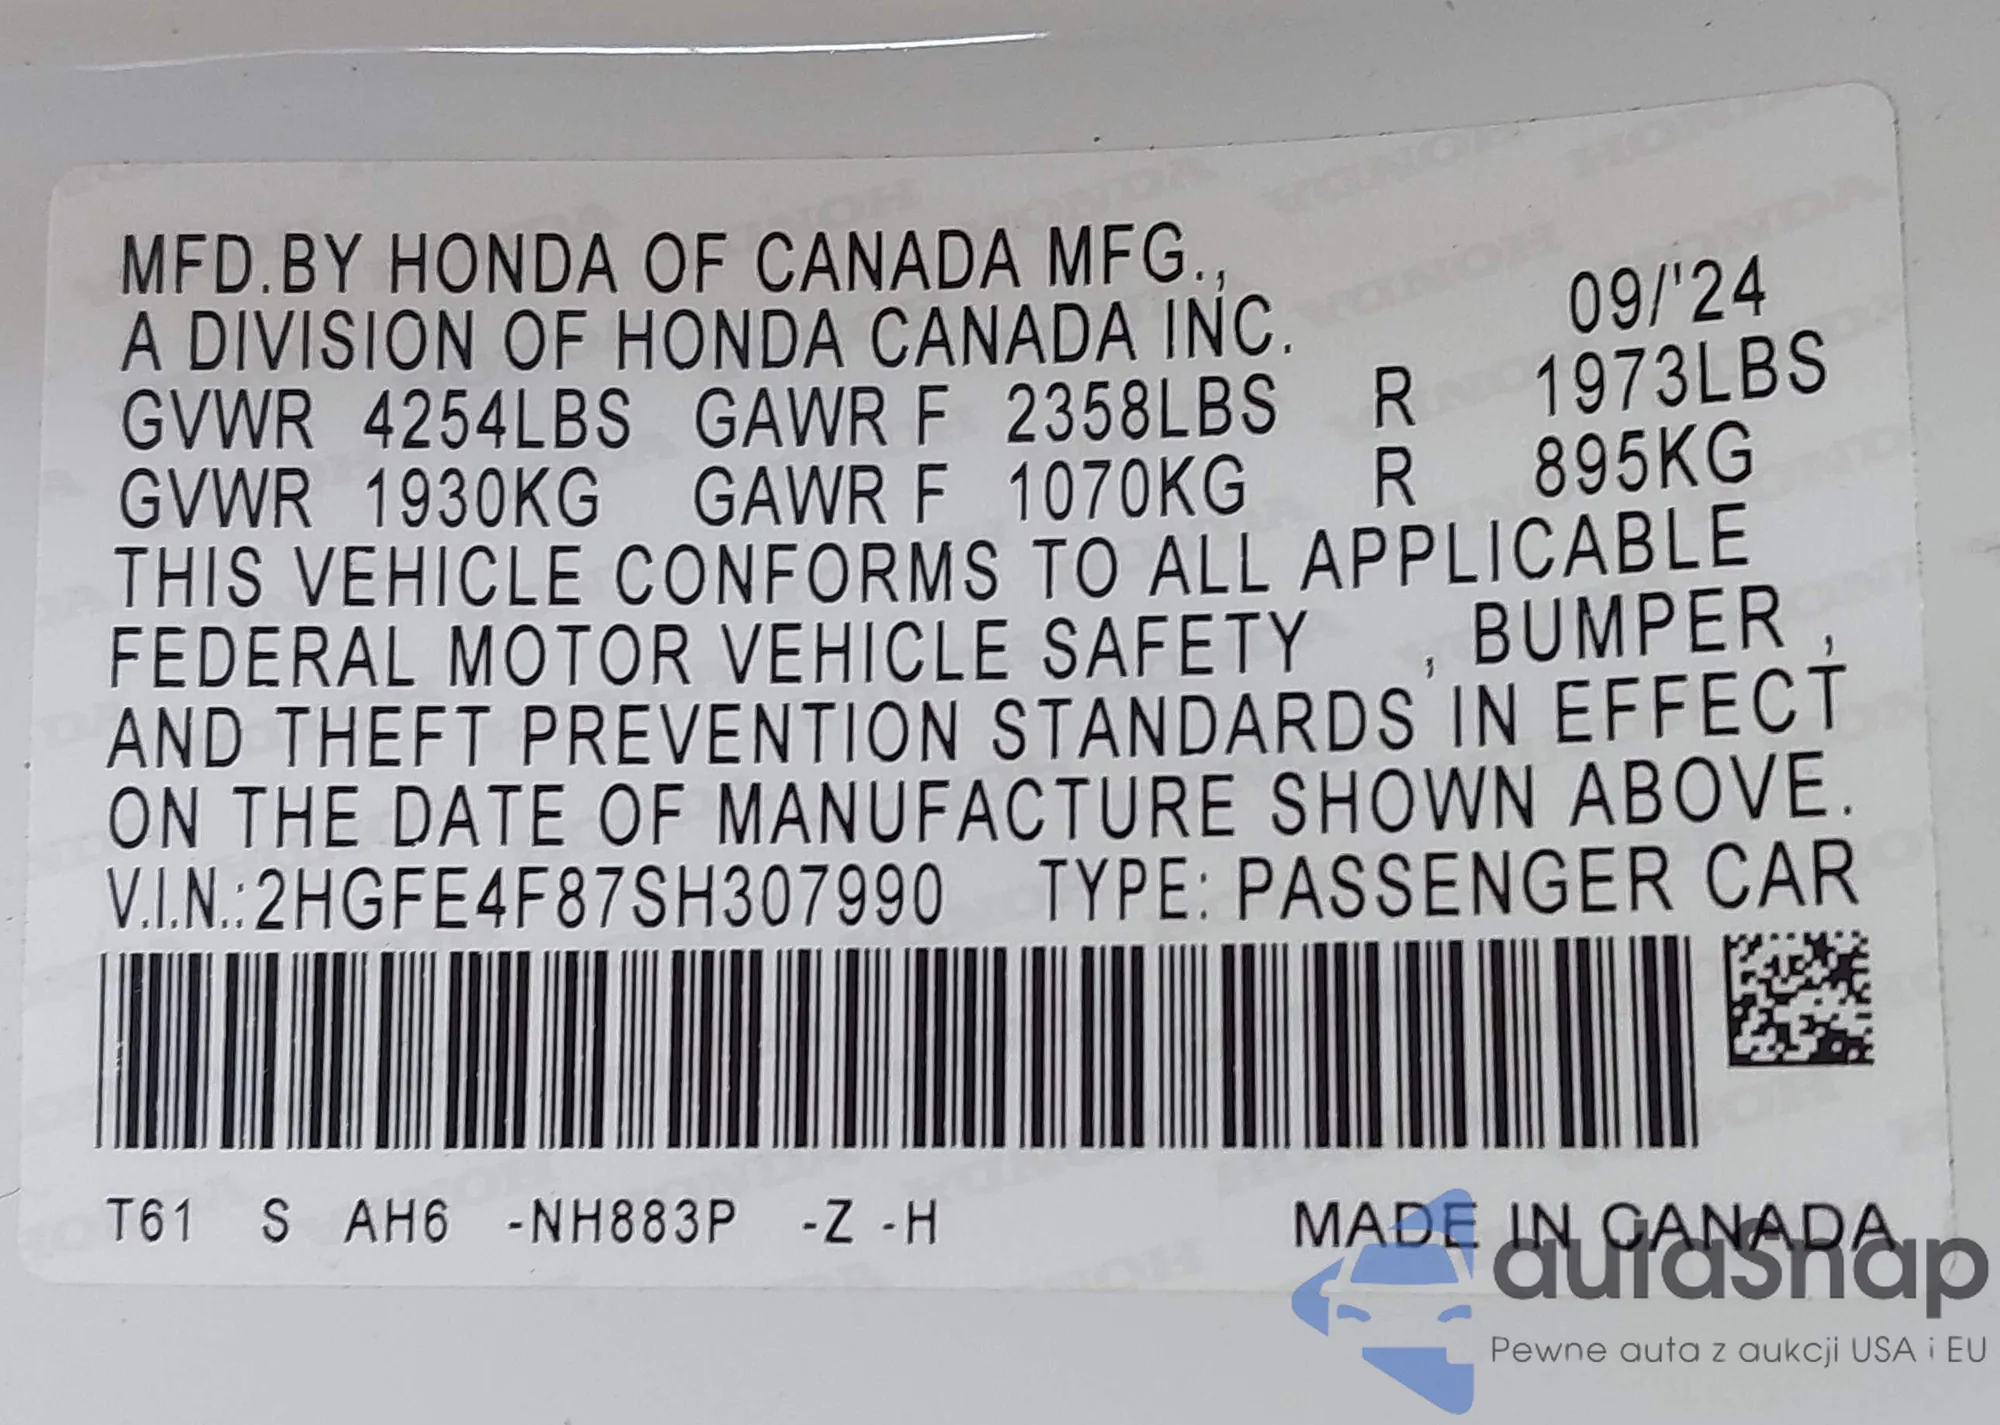 MFD.BY HONDA OF CANADA MFG.,
A DIVISION OF HONDA CANADA INC. 09/'24
GVWR 4254LBS GAWR F 2358LBS R 1973LBS
GVWR 1930KG GAWR F 1070KG R 895KG
THIS VEHICLE CONFORMS TO ALL APPLICABLE
FEDERAL MOTOR VEHICLE SAFETY , BUMPER ,
AND THEFT PREVENTION STANDARDS IN EFFECT
ON THE DATE OF MANUFACTURE SHOWN ABOVE.
V.I.N.:2HGFE4F87SH307990 TYPE: PASSENGER CAR
T61 S AH6 -NH883P -Z -H MADE IN CANADA
autaSnap
Pewne auta z aukcji USA i EU